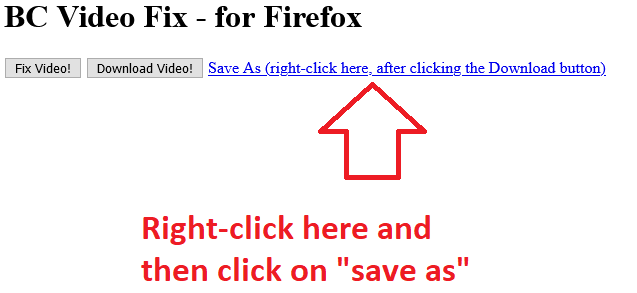 BC Video Fix - for Firefox
Fix Video! Download Video! Save As (right-click here, after clicking the Download button)
Right-click here and
then click on "save as"